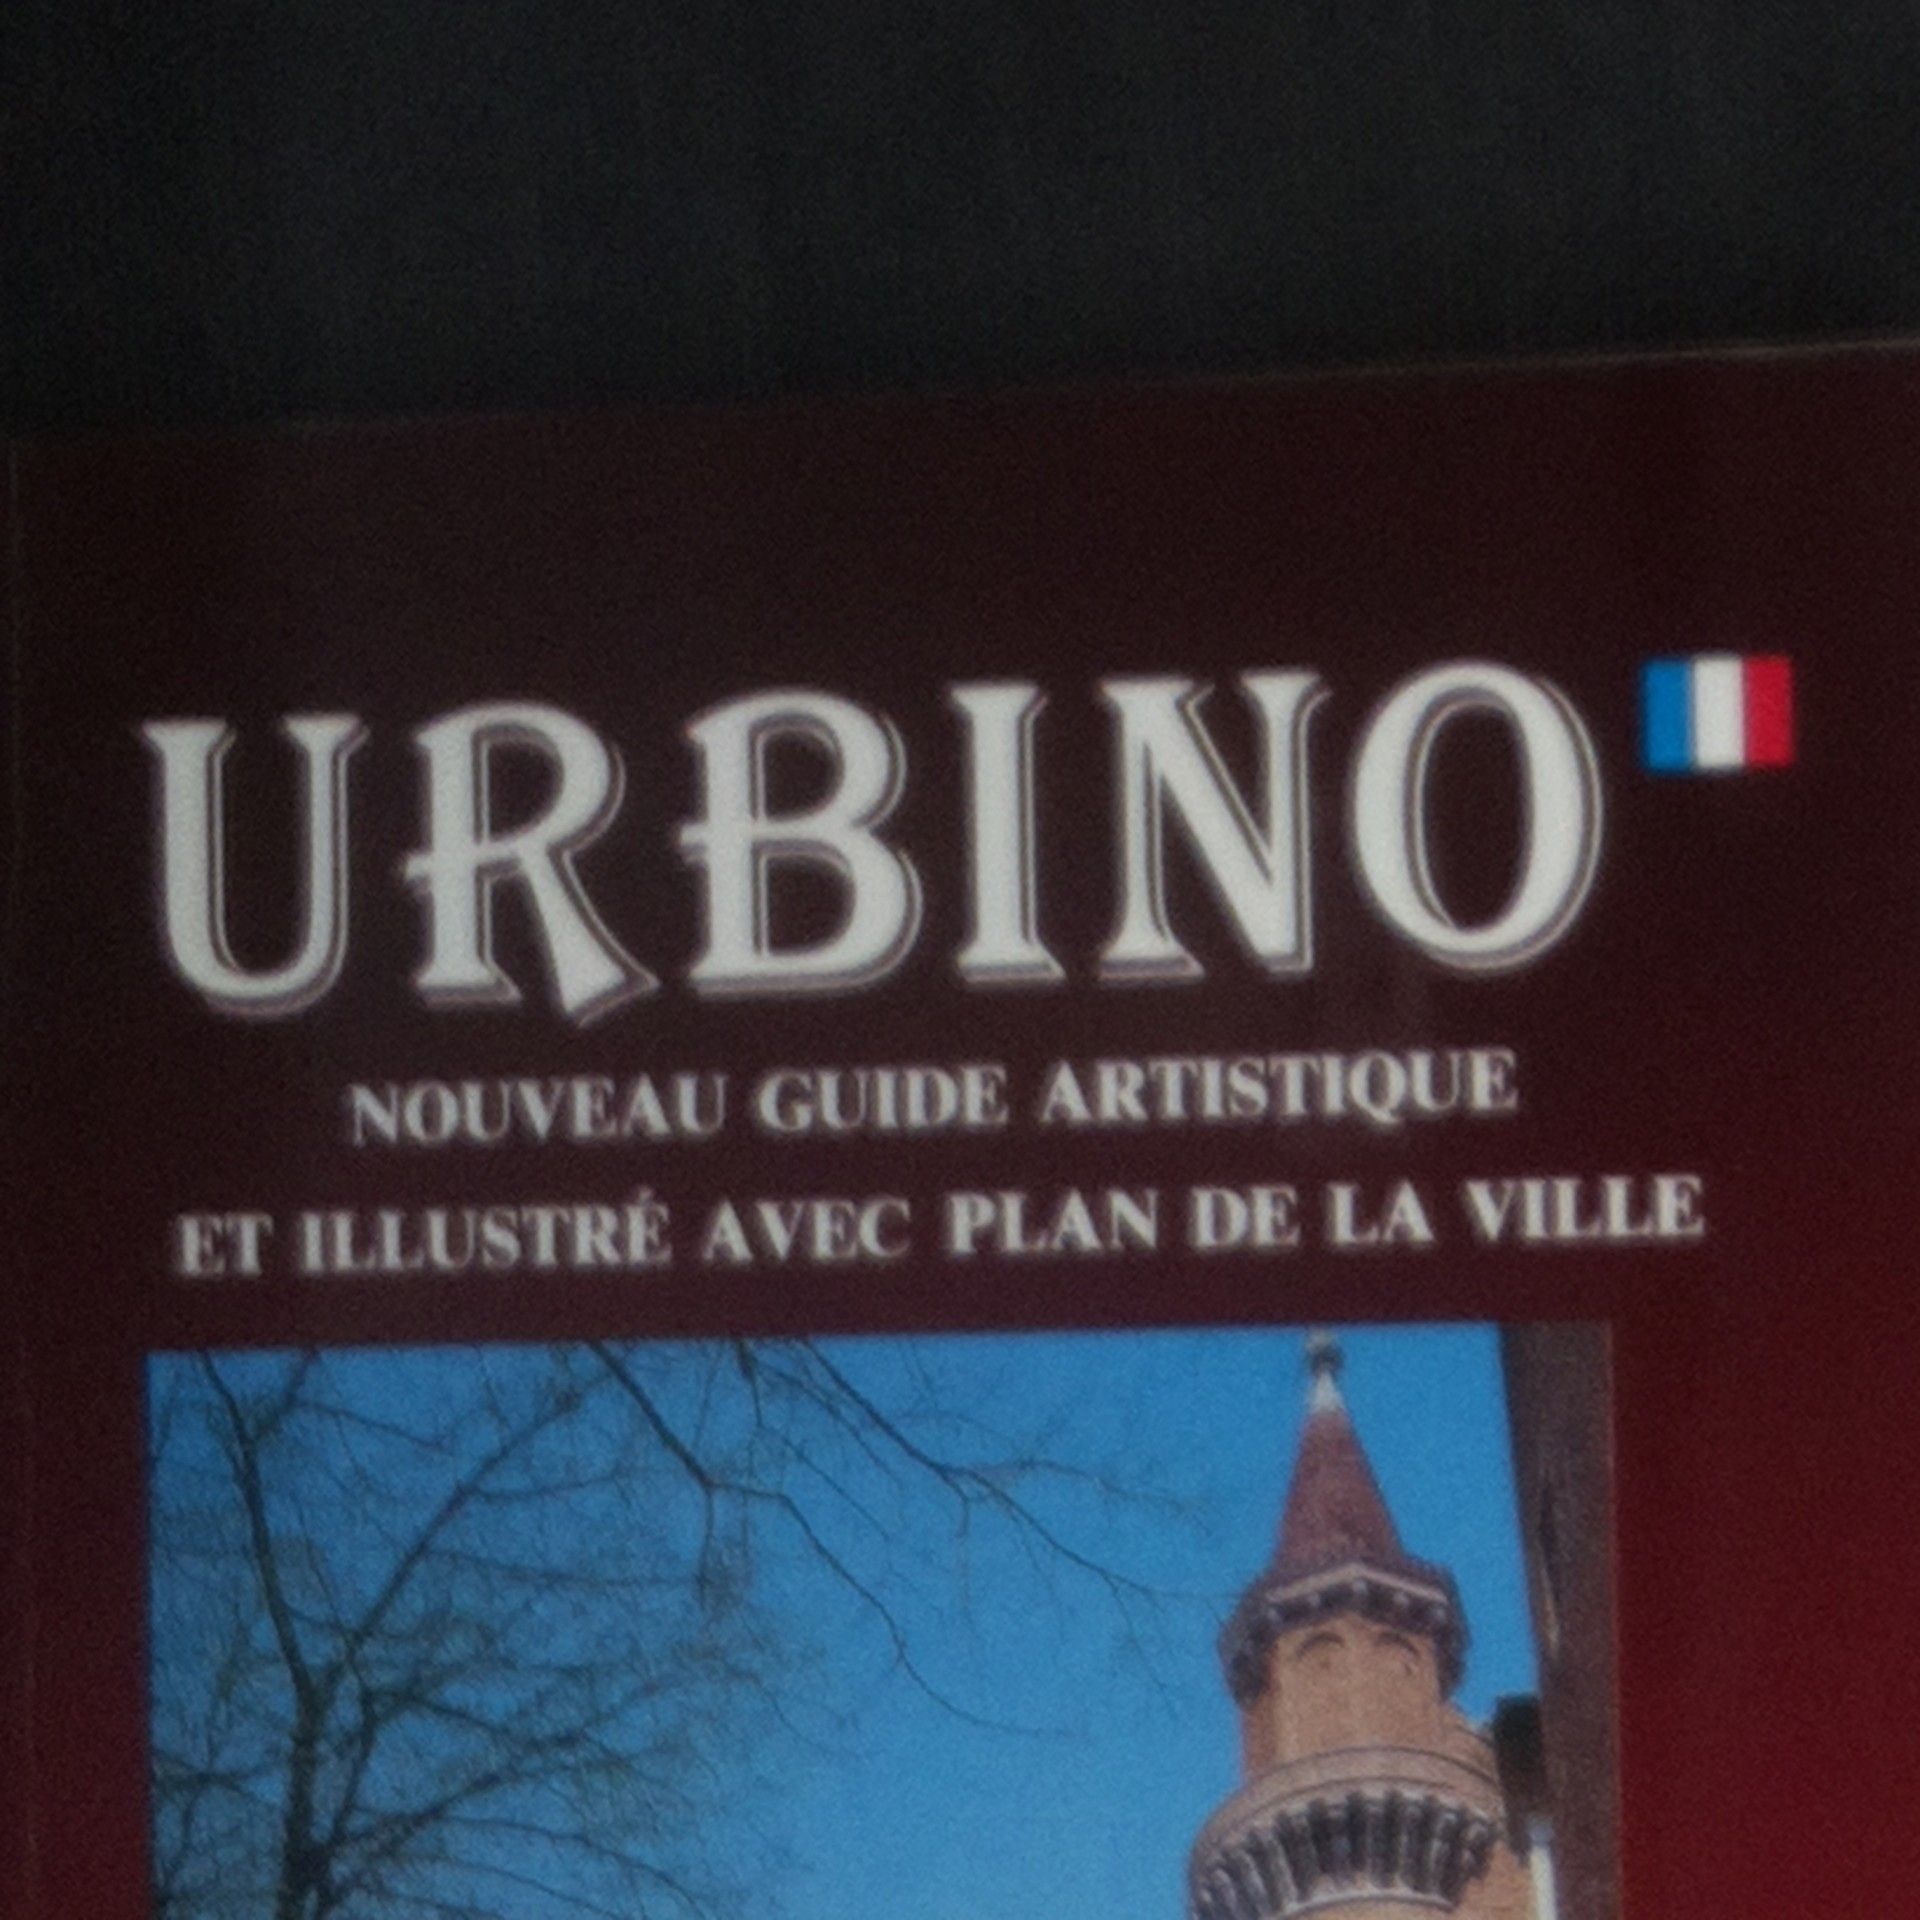 URBINO
NOUVEAU GUIDE ARTISTIQUE
ET ILLUSTRÉ AVEC PLAN DE LA VILLE